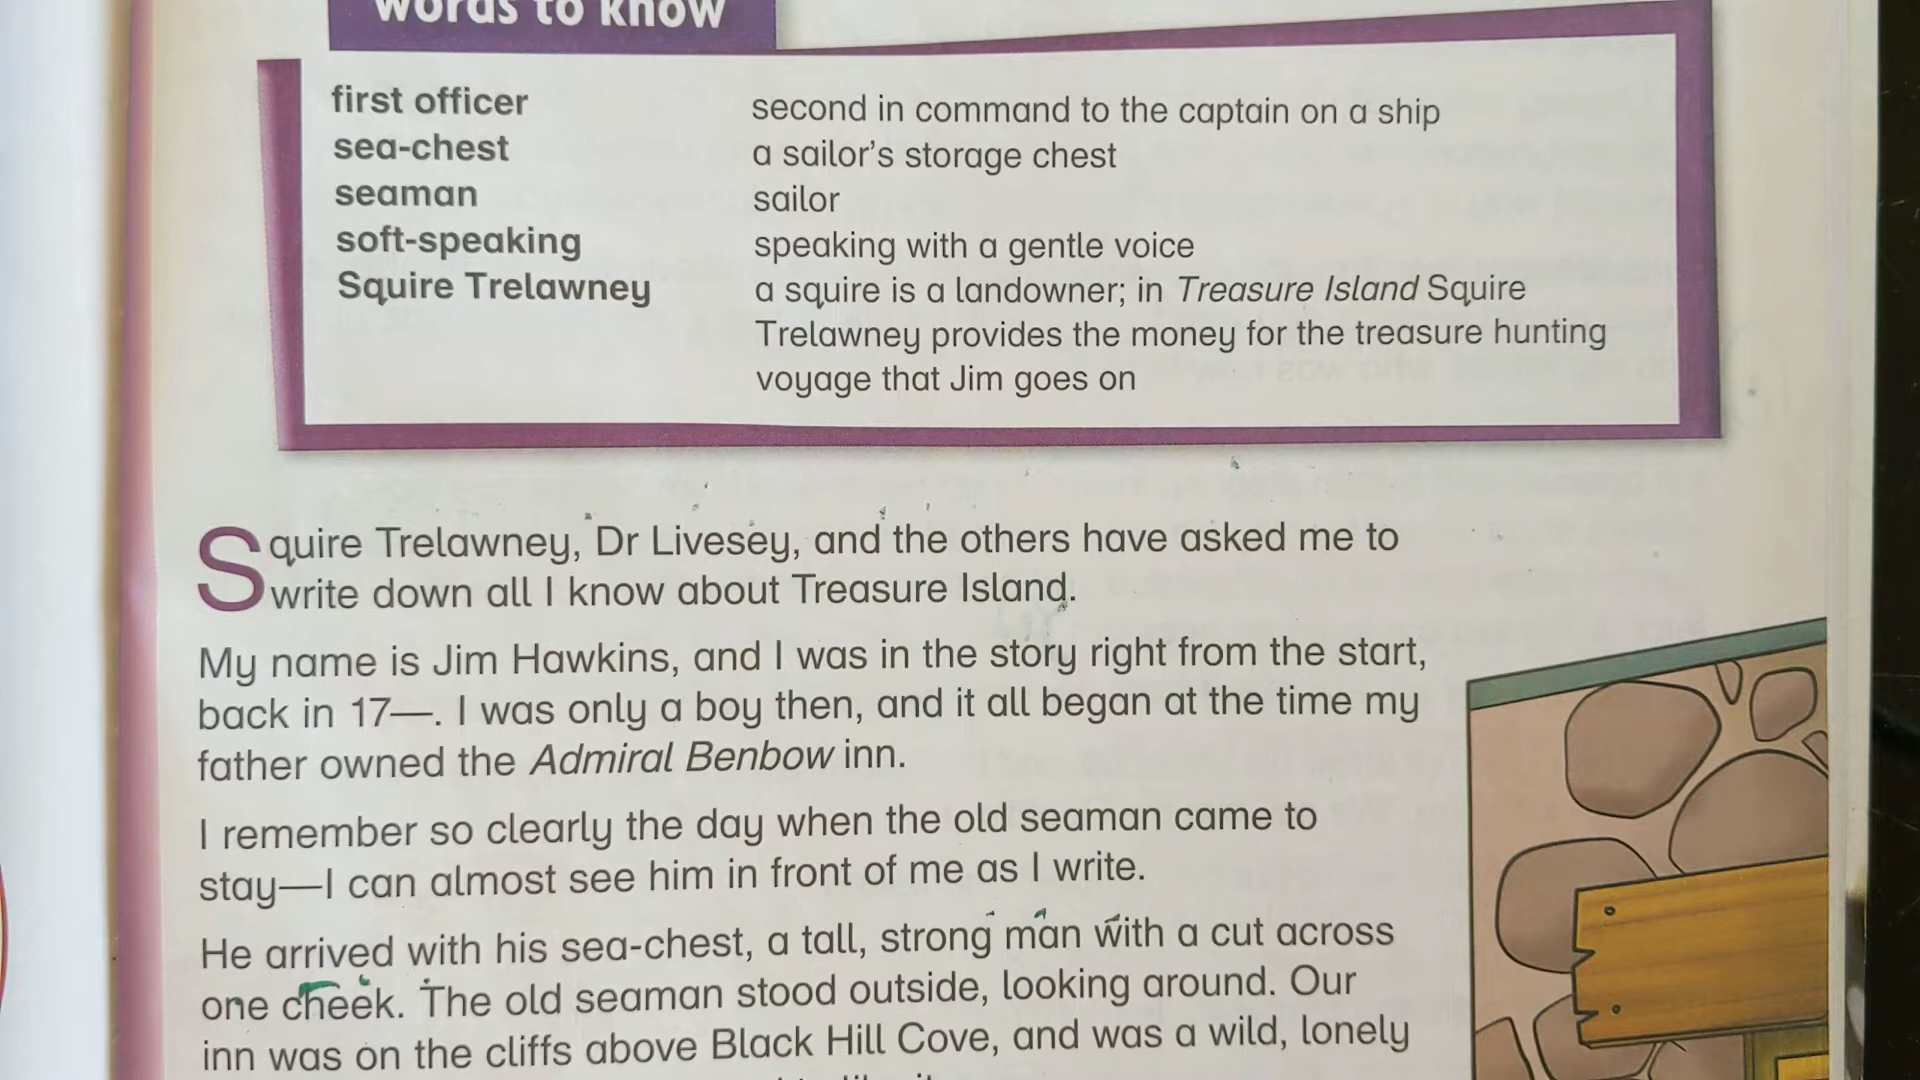 words to know
first officer second in command to the captain on a ship
sea-chest a sailor's storage chest
seaman sailor
soft-speaking speaking with a gentle voice
Squire Trelawney a squire is a landowner; in Treasure Island Squire
Trelawney provides the money for the treasure hunting
voyage that Jim goes on
Squire Trelawney, Dr Livesey, and the others have asked me to
write down all I know about Treasure Island.
My name is Jim Hawkins, and I was in the story right from the start,
back in 17—. I was only a boy then, and it all began at the time my
father owned the Admiral Benbow inn.
I remember so clearly the day when the old seaman came to
stay—I can almost see him in front of me as I write.
He arrived with his sea-chest, a tall, strong man with a cut across
one cheek. The old seaman stood outside, looking around. Our
inn was on the cliffs above Black Hill Cove, and was a wild, lonely